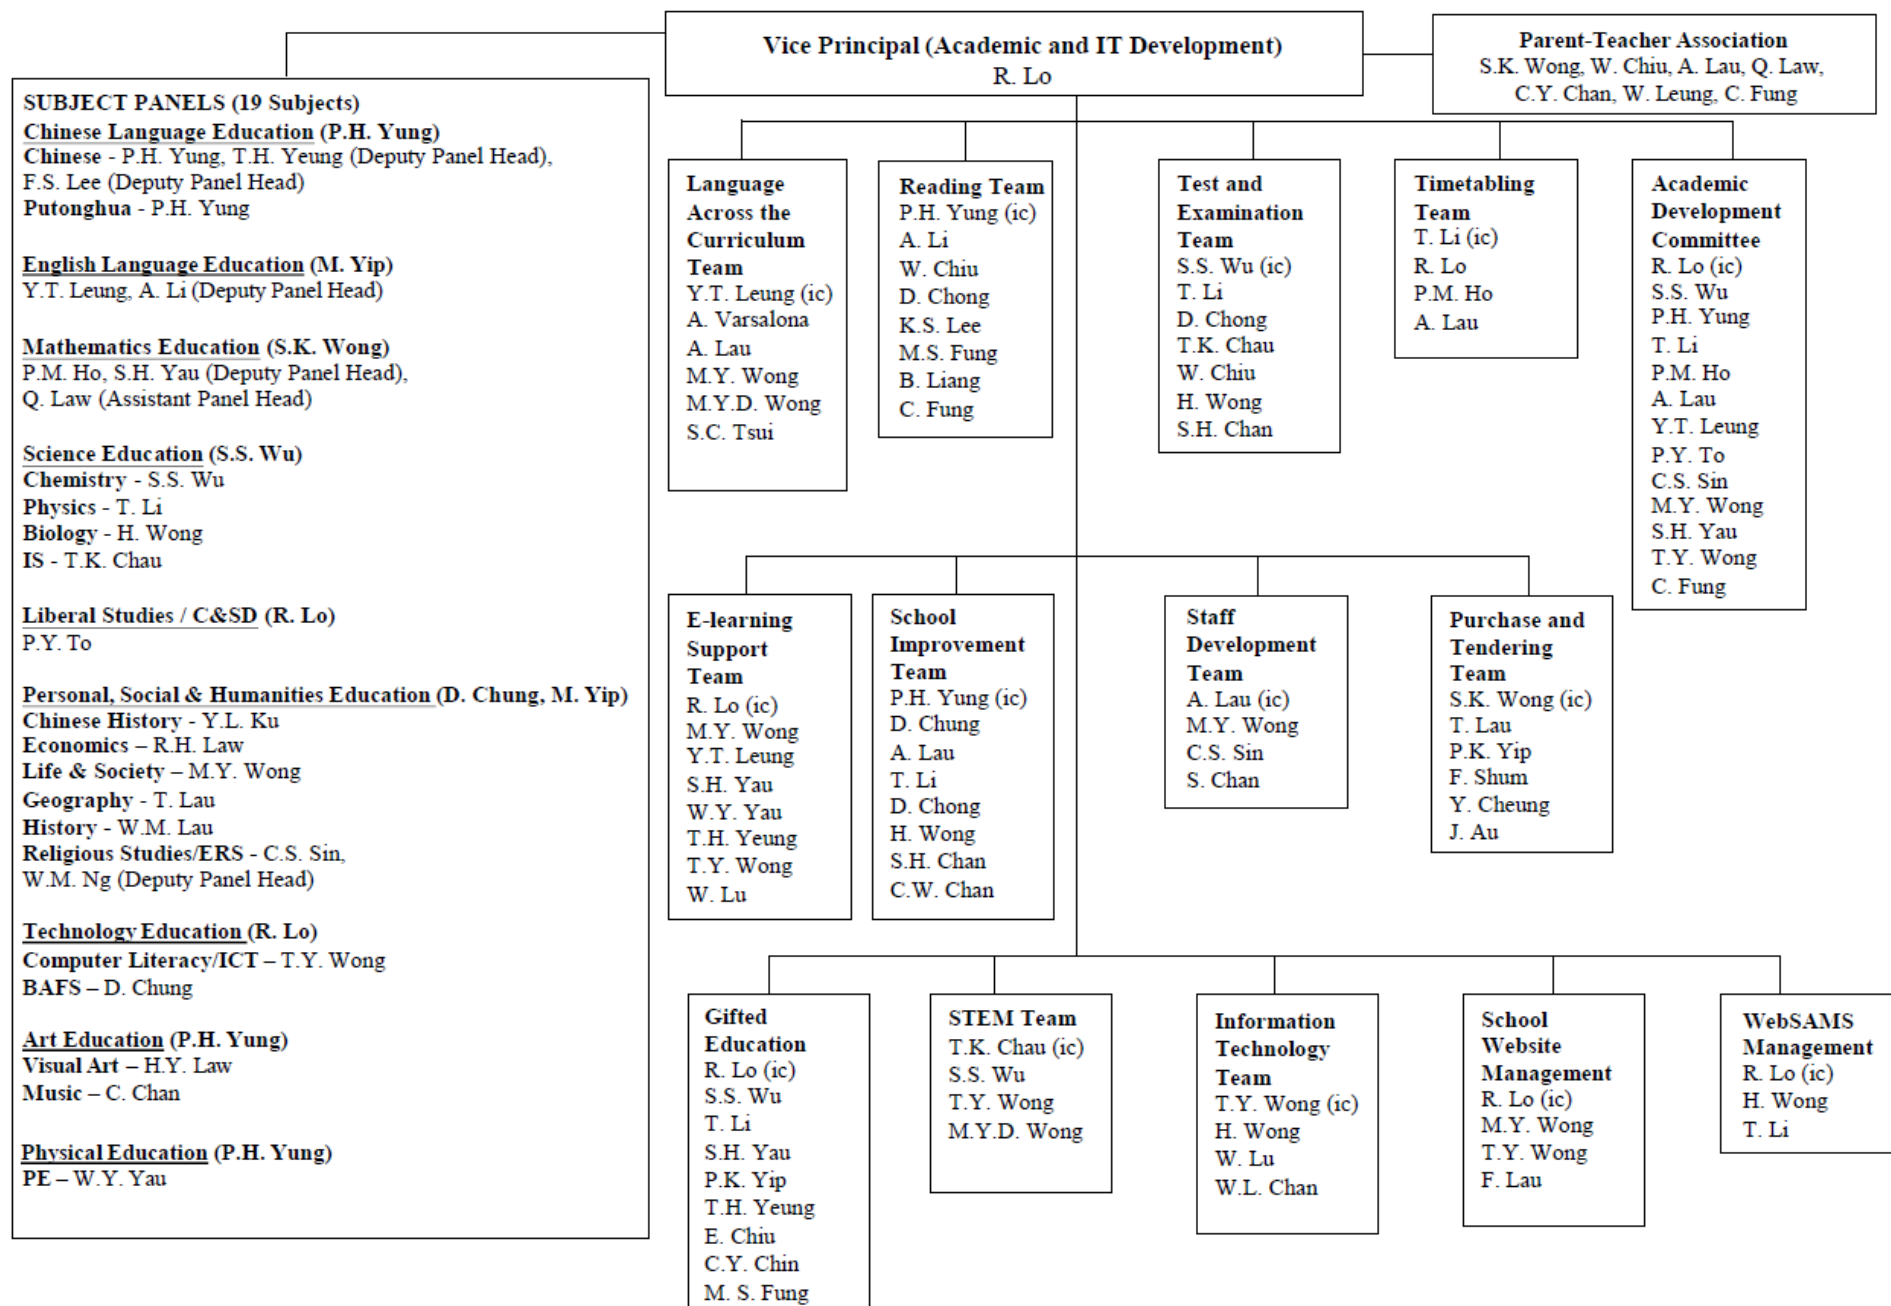 Vice Principal (Academic and IT Development)
R. Lo
Parent-Teacher Association
S.K. Wong, W. Chiu, A. Lau, Q. Law,
C.Y. Chan, W. Leung, C. Fung
SUBJECT PANELS (19 Subjects)
Chinese Language Education (P.H. Yung)
Chinese - P.H. Yung, T.H. Yeung (Deputy Panel Head),
F.S. Lee (Deputy Panel Head)
Putonghua - P.H. Yung
English Language Education (M. Yip)
Y.T. Leung, A. Li (Deputy Panel Head)
Mathematics Education (S.K. Wong)
P.M. Ho, S.H. Yau (Deputy Panel Head),
Q. Law (Assistant Panel Head)
Science Education (S.S. Wu)
Chemistry - S.S. Wu
Physics - T. Li
Biology - H. Wong
IS - T.K. Chau
Liberal Studies / C&SD (R. Lo)
P.Y. To
Personal, Social & Humanities Education (D. Chung, M. Yip)
Chinese History - Y.L. Ku
Economics – R.H. Law
Life & Society – M.Y. Wong
Geography - T. Lau
History - W.M. Lau
Religious Studies/ERS - C.S. Sin,
W.M. Ng (Deputy Panel Head)
Technology Education (R. Lo)
Computer Literacy/ICT – T.Y. Wong
BAFS – D. Chung
Art Education (P.H. Yung)
Visual Art – H.Y. Law
Music – C. Chan
Physical Education (P.H. Yung)
PE – W.Y. Yau
Language
Across the
Curriculum
Team
Y.T. Leung (ic)
A. Varsalona
A. Lau
M.Y. Wong
M.Y.D. Wong
S.C. Tsui
Reading Team
P.H. Yung (ic)
A. Li
W. Chiu
D. Chong
K.S. Lee
M.S. Fung
B. Liang
C. Fung
Test and
Examination
Team
S.S. Wu (ic)
T. Li
D. Chong
T.K. Chau
W. Chiu
H. Wong
S.H. Chan
Timetabling
Team
T. Li (ic)
R. Lo
P.M. Ho
A. Lau
Academic
Development
Committee
R. Lo (ic)
S.S. Wu
P.H. Yung
T. Li
P.M. Ho
A. Lau
Y.T. Leung
P.Y. To
C.S. Sin
M.Y. Wong
S.H. Yau
T.Y. Wong
C. Fung
E-learning
Support
Team
R. Lo (ic)
M.Y. Wong
Y.T. Leung
S.H. Yau
W.Y. Yau
T.H. Yeung
T.Y. Wong
W. Lu
School
Improvement
Team
P.H. Yung (ic)
D. Chung
A. Lau
T. Li
D. Chong
H. Wong
S.H. Chan
C.W. Chan
Staff
Development
Team
A. Lau (ic)
M.Y. Wong
C.S. Sin
S. Chan
Purchase and
Tendering
Team
S.K. Wong (ic)
T. Lau
P.K. Yip
F. Shum
Y. Cheung
J. Au
Gifted
Education
R. Lo (ic)
S.S. Wu
T. Li
S.H. Yau
P.K. Yip
T.H. Yeung
E. Chiu
C.Y. Chin
M. S. Fung
STEM Team
T.K. Chau (ic)
S.S. Wu
T.Y. Wong
M.Y.D. Wong
Information
Technology
Team
T.Y. Wong (ic)
H. Wong
W. Lu
W.L. Chan
School
Website
Management
R. Lo (ic)
M.Y. Wong
T.Y. Wong
F. Lau
WebSAMS
Management
R. Lo (ic)
H. Wong
T. Li